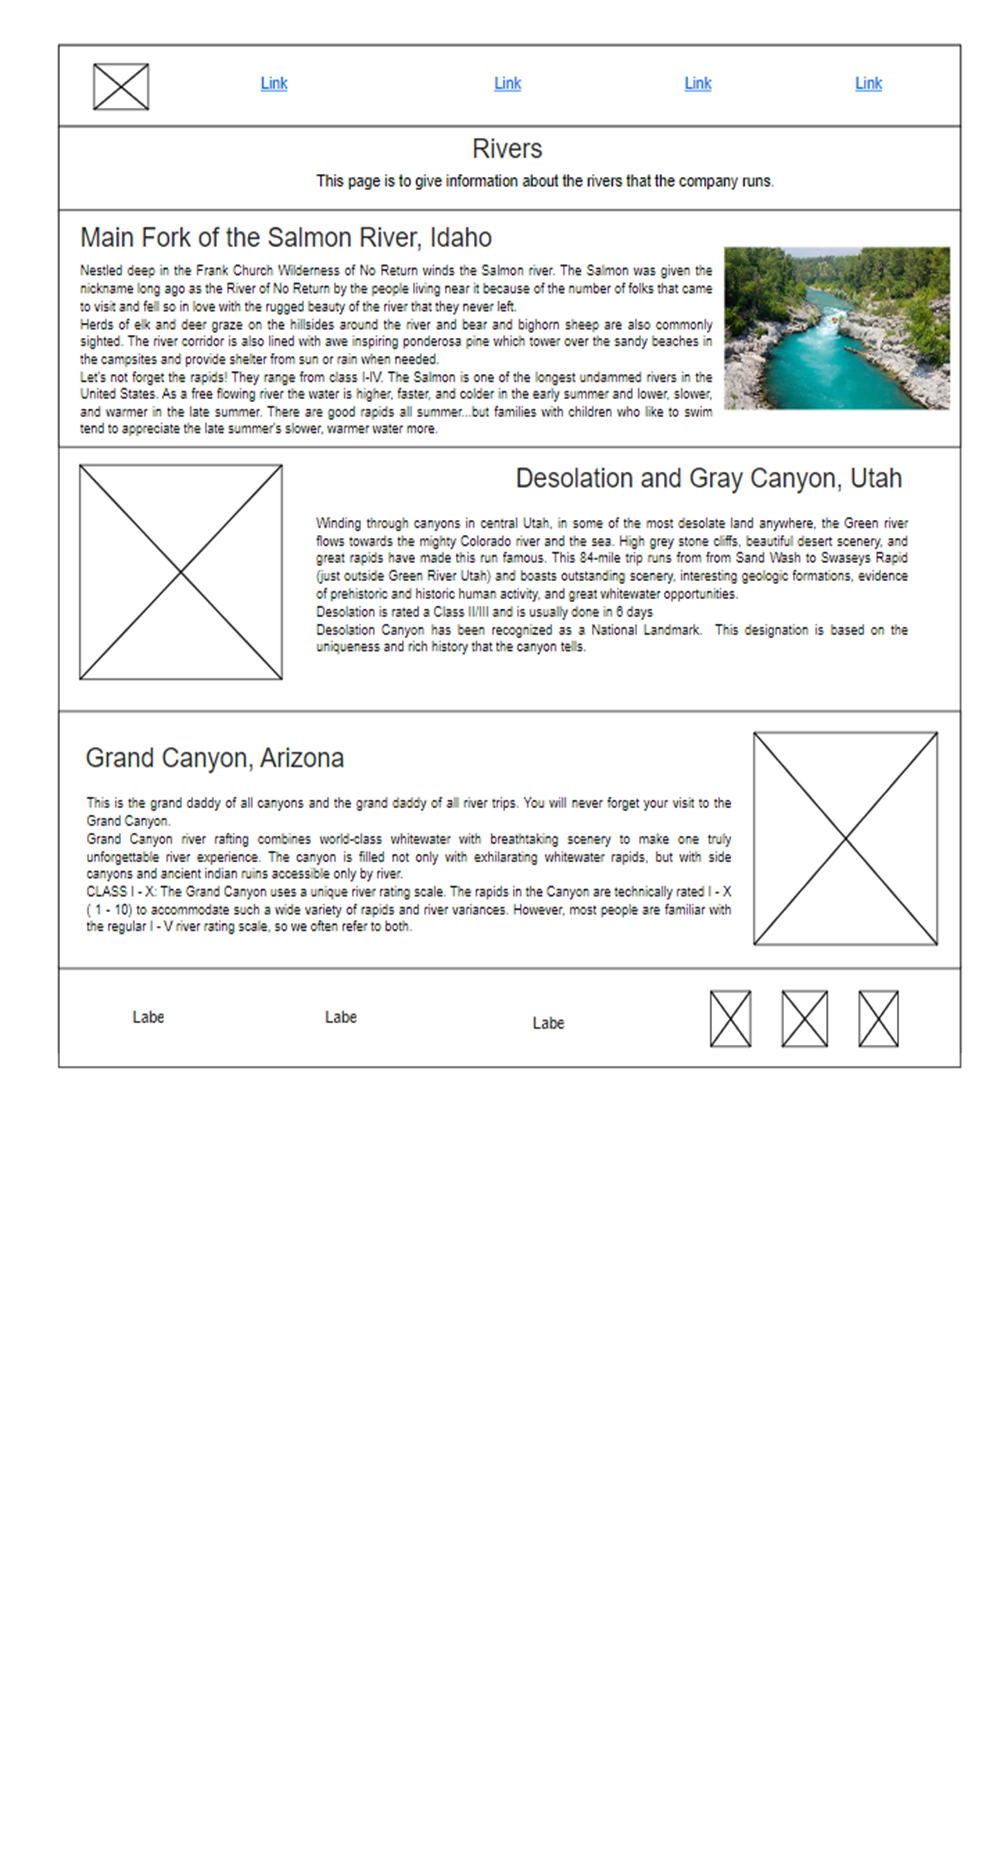 Link Link Link Link
Rivers
This page is to give information about the rivers that the company runs.
Main Fork of the Salmon River, Idaho
Nestled deep in the Frank Church Wilderness of No Return winds the Salmon river. The Salmon was given the
nickname long ago as the River of No Return by the people living near it because of the number of folks that came
to visit and fell so in love with the rugged beauty of the river that they never left.
Herds of elk and deer graze on the hillsides around the river and bear and bighorn sheep are also commonly
sighted. The river corridor is also lined with awe inspiring ponderosa pine which tower over the sandy beaches in
the campsites and provide shelter from sun or rain when needed.
Let's not forget the rapids! They range from class I-IV. The Salmon is one of the longest undammed rivers in the
United States. As a free flowing river the water is higher, faster, and colder in the early summer and lower, slower,
and warmer in the late summer. There are good rapids all summer...but families with children who like to swim
tend to appreciate the late summer's slower, warmer water more.
Desolation and Gray Canyon, Utah
Winding through canyons in central Utah, in some of the most desolate land anywhere, the Green river
flows towards the mighty Colorado river and the sea. High grey stone cliffs, beautiful desert scenery, and
great rapids have made this run famous. This 84-mile trip runs from from Sand Wash to Swaseys Rapid
(just outside Green River Utah) and boasts outstanding scenery, interesting geologic formations, evidence
of prehistoric and historic human activity, and great whitewater opportunities.
Desolation is rated a Class II/III and is usually done in 6 days
Desolation Canyon has been recognized as a National Landmark. This designation is based on the
uniqueness and rich history that the canyon tells.
Grand Canyon, Arizona
This is the grand daddy of all canyons and the grand daddy of all river trips. You will never forget your visit to the
Grand Canyon.
Grand Canyon river rafting combines world-class whitewater with breathtaking scenery to make one truly
unforgettable river experience. The canyon is filled not only with exhilarating whitewater rapids, but with side
canyons and ancient indian ruins accessible only by river.
CLASS I - X: The Grand Canyon uses a unique river rating scale. The rapids in the Canyon are technically rated I - X
( 1 - 10) to accommodate such a wide variety of rapids and river variances. However, most people are familiar with
the regular I - V river rating scale, so we often refer to both.
Labe Labe Labe